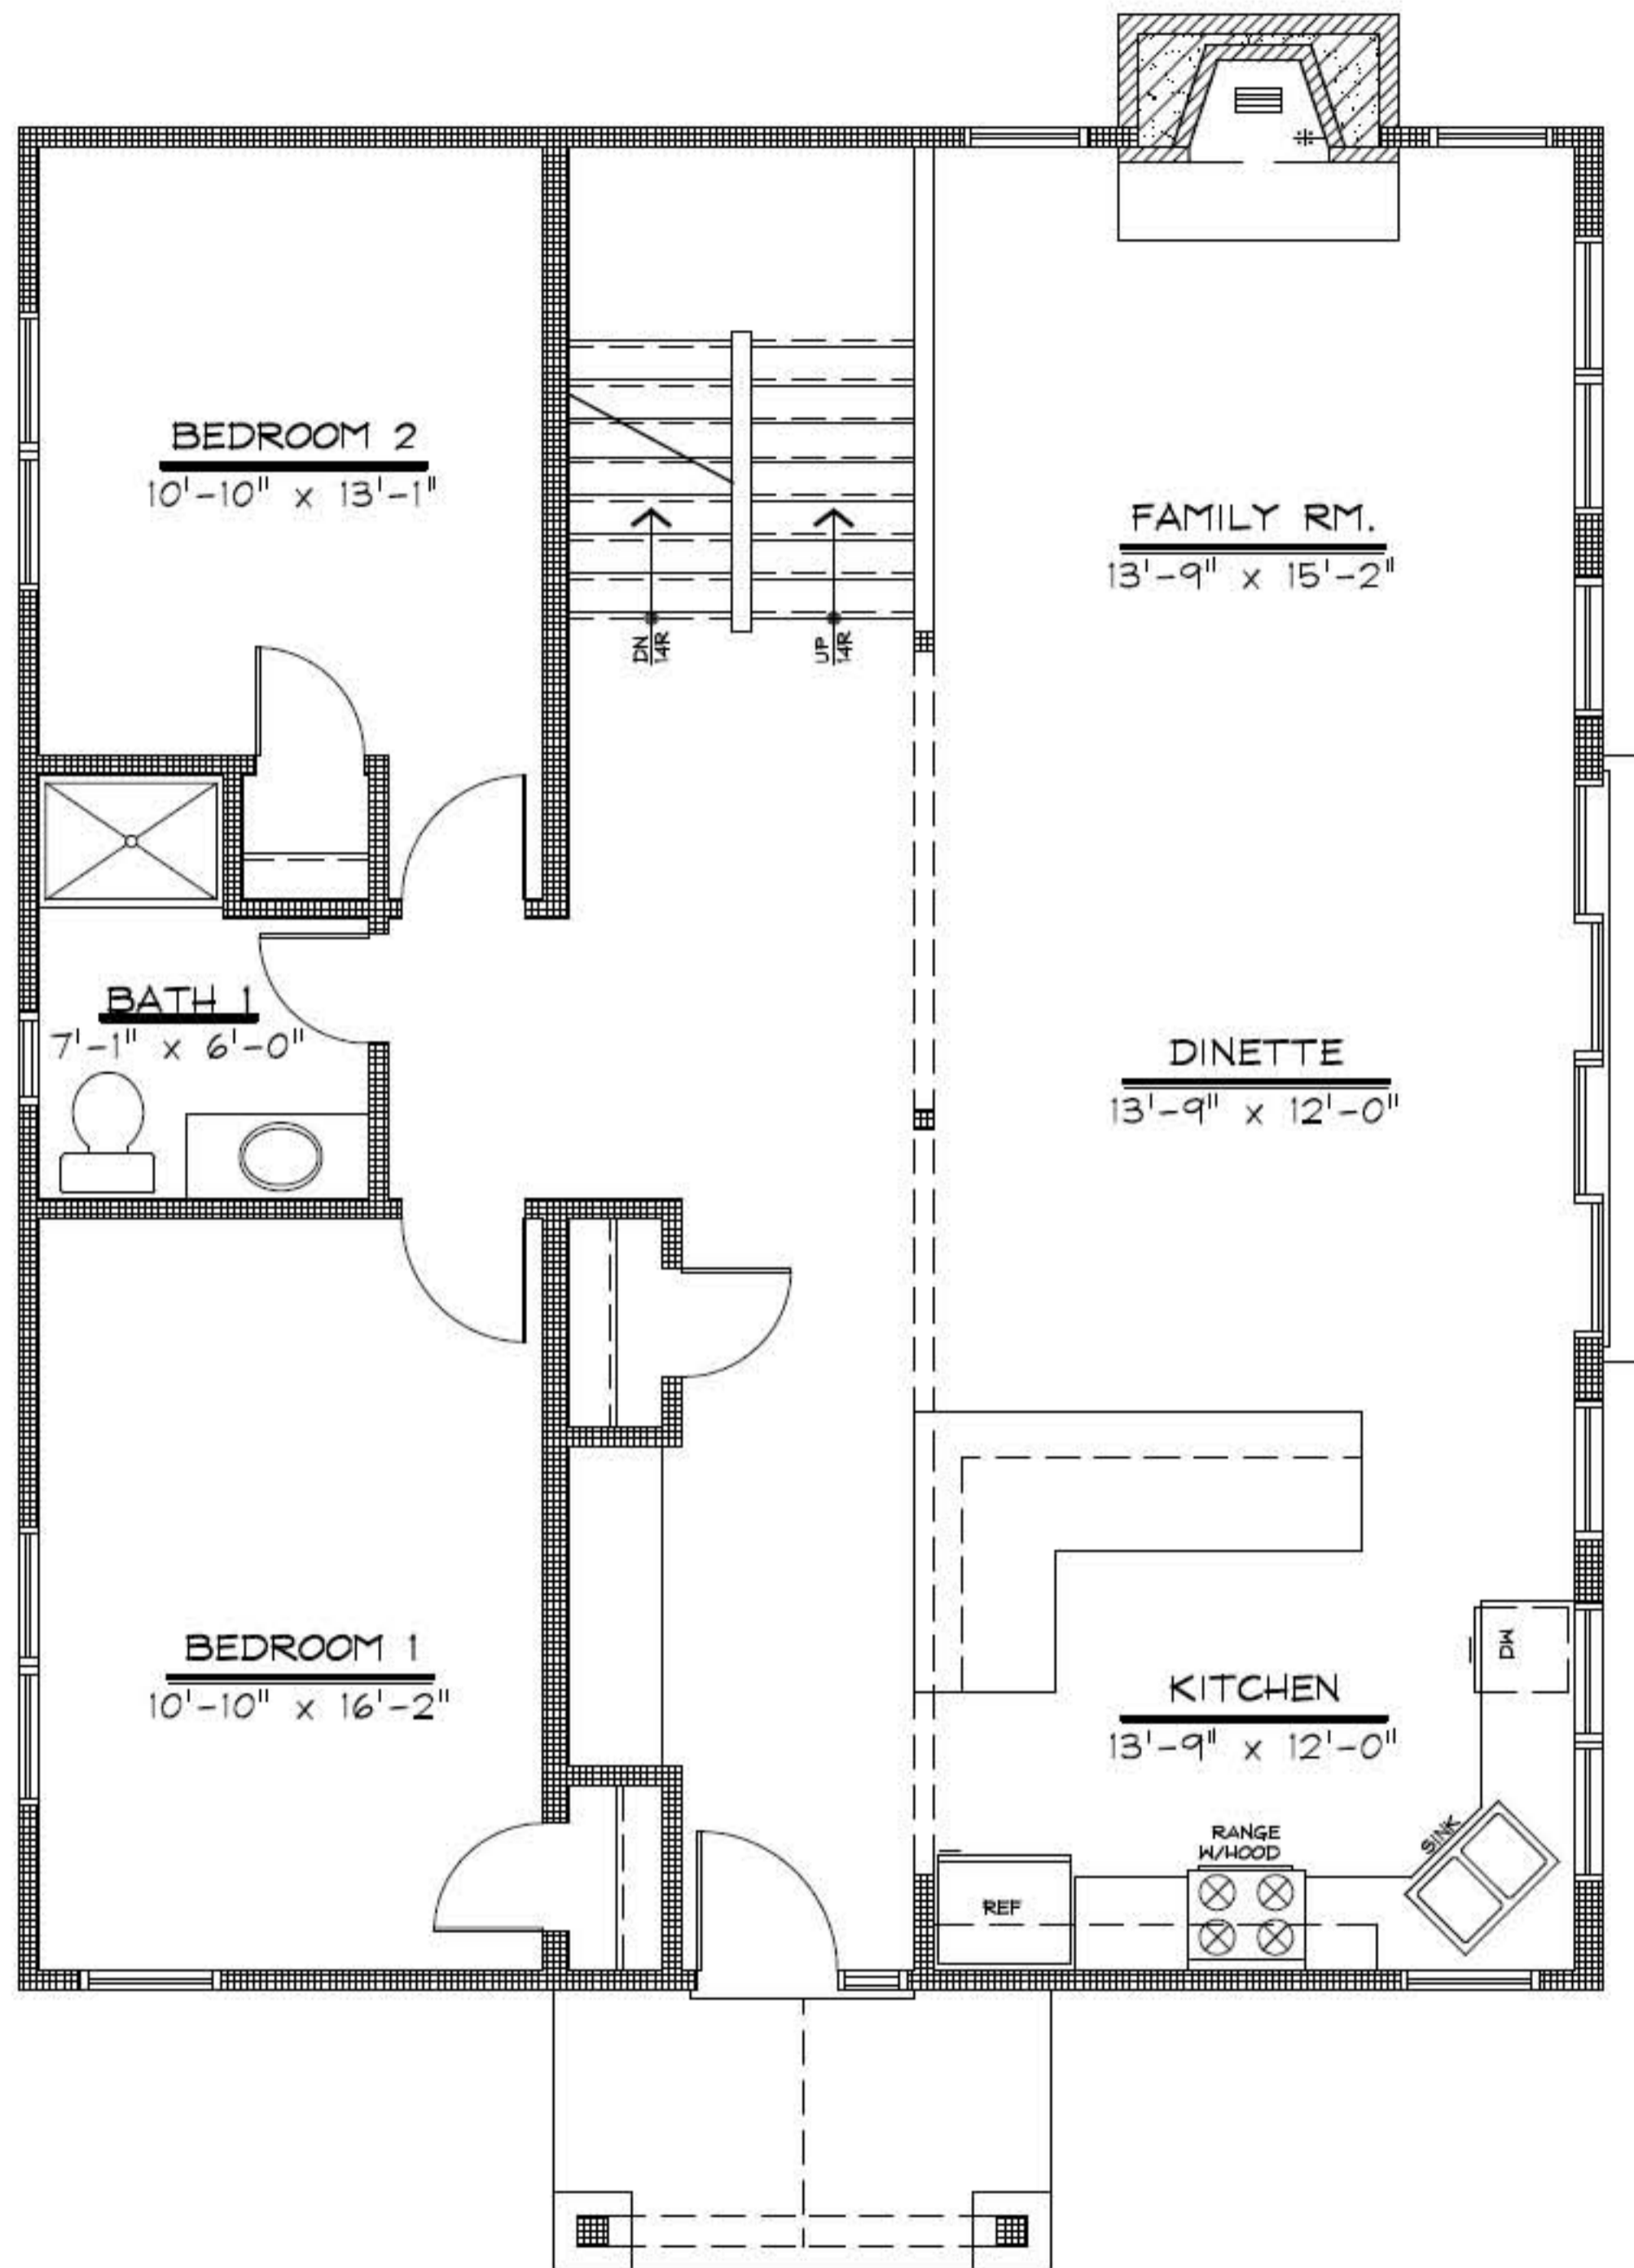 BEDROOM 2
10'-10" x 13'-1"
FAMILY RM.
13'-9" x 15'-2"
DN
14R
UP
14R
BATH 1
7'-1" x 6'-0"
DINETTE
13'-9" x 12'-0"
BEDROOM 1
10'-10" x 16'-2"
DW
KITCHEN
13'-9" x 12'-0"
RANGE
W/HOOD
SINK
REF